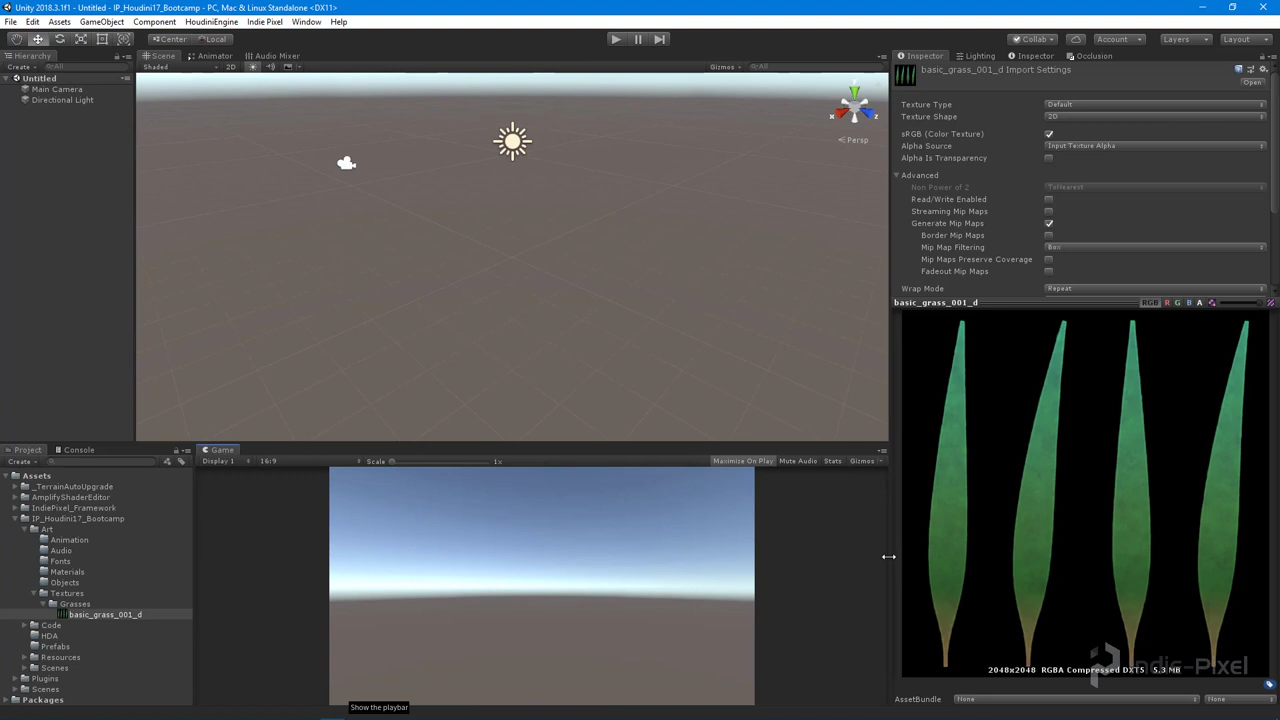 Unity 2018.3.1f1 - Untitled - IP_Houdini17_Bootcamp - PC, Mac & Linux Standalone <DX11>
File Edit Assets GameObject Component HoudiniEngine Indie Pixel Window Help
Center Local Collab Account Layers Layout
Hierarchy Scene Animator Audio Mixer Inspector Lighting Inspector Occlusion
Create All Shaded 2D Gizmos All
basic_grass_001_d Import Settings
Open
Untitled
Main Camera
Directional Light
x z
Persp
Texture Type Default
Texture Shape 2D
sRGB (Color Texture)
Alpha Source Input Texture Alpha
Alpha Is Transparency
Advanced
Non Power of 2 ToNearest
Read/Write Enabled
Streaming Mip Maps
Generate Mip Maps
Border Mip Maps
Mip Map Filtering Box
Mip Maps Preserve Coverage
Fadeout Mip Maps
Wrap Mode Repeat
basic_grass_001_d RGB R G B A
Project Console Game
Create Display 1 16:9 Scale 1x Maximize On Play Mute Audio Stats Gizmos
Assets
_TerrainAutoUpgrade
AmplifyShaderEditor
IndiePixel_Framework
IP_Houdini17_Bootcamp
Art
Animation
Audio
Fonts
Materials
Objects
Textures
Grasses
basic_grass_001_d
Code
HDA
Prefabs
Resources
Scenes
Plugins
Scenes
Packages
Show the playbar
Indie-Pixel
2048x2048 RGBA Compressed DXT5 5.3 MB
AssetBundle None None